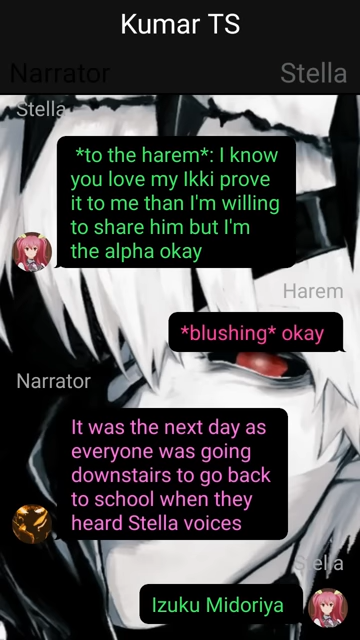 Kumar TS
Narrator
Stella
Stella
*to the harem*: I know
you love my Ikki prove
it to me than I'm willing
to share him but I'm
the alpha okay
Harem
*blushing* okay
Narrator
It was the next day as
everyone was going
downstairs to go back
to school when they
heard Stella voices
Stella
Izuku Midoriya